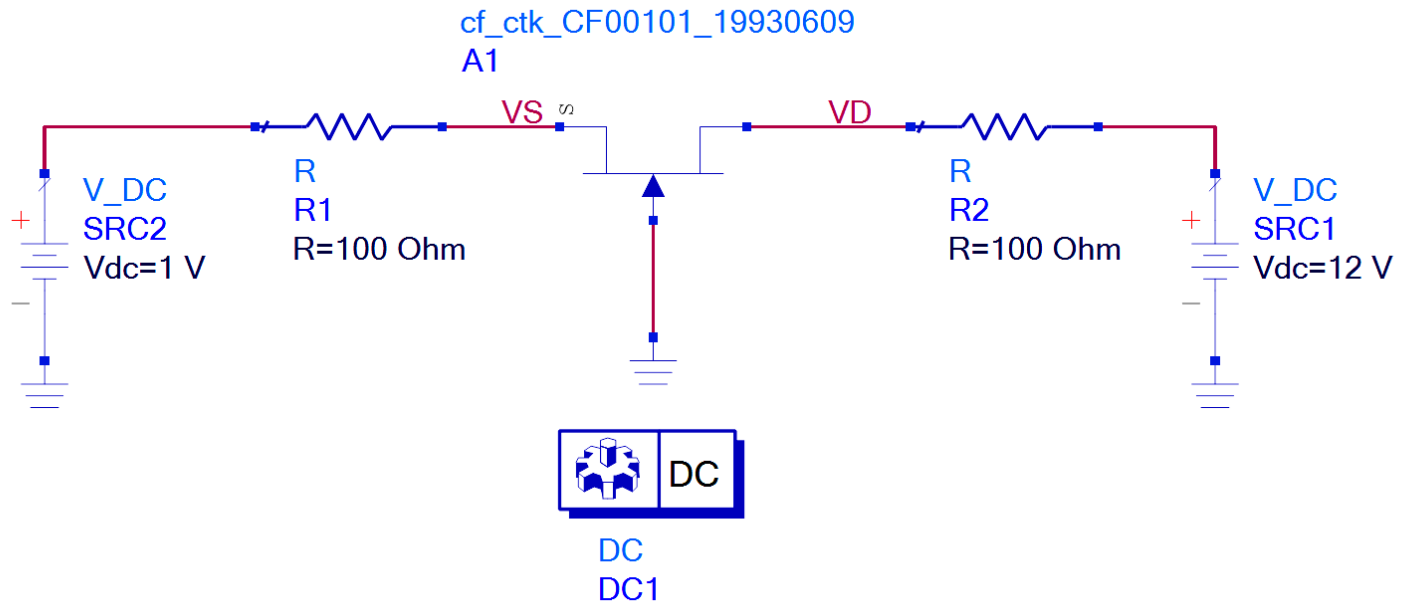 cf_ctk_CF00101_19930609
A1
VS
S
VD
V_DC
SRC2
Vdc=1 V
R
R1
R=100 Ohm
R
R2
R=100 Ohm
V_DC
SRC1
Vdc=12 V
DC
DC
DC1